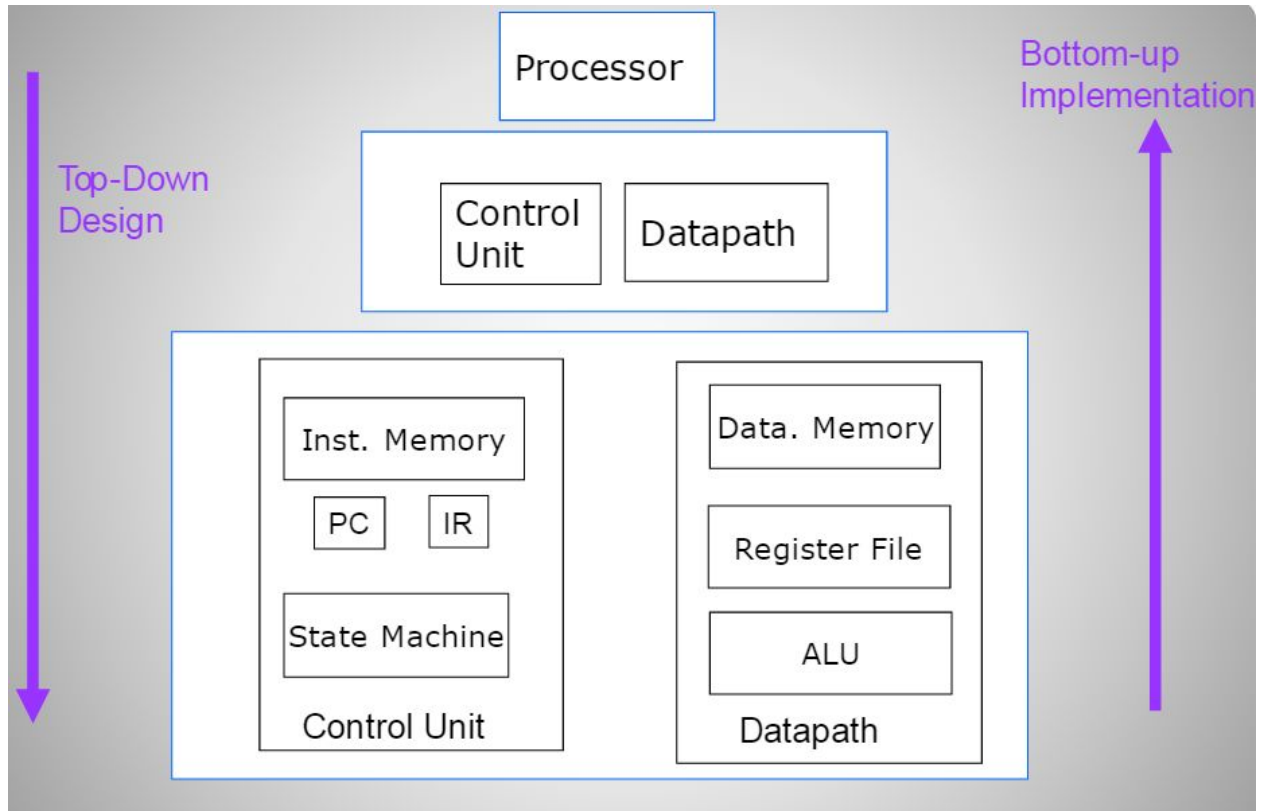 Processor
Bottom-up
Implementation
Top-Down
Design
Control
Unit
Datapath
Inst. Memory
PC
IR
State Machine
Control Unit
Data. Memory
Register File
ALU
Datapath